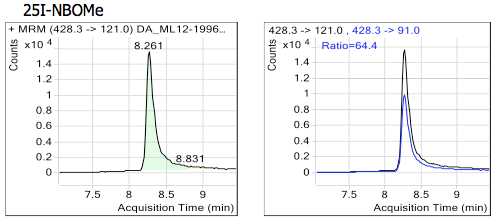 25I-NBOMe
+ MRM (428.3 -> 121.0) DA_ML12-1996...
Counts
x10 4
8.261
1.4
1.2
1
0.8
0.6
0.4
0.2
0
8.831
7.5 8 8.5 9
Acquisition Time (min)
428.3 -> 121.0 , 428.3 -> 91.0
Counts
x10 4
Ratio=64.4
1.4
1.2
1
0.8
0.6
0.4
0.2
0
7.5 8 8.5 9
Acquisition Time (min)